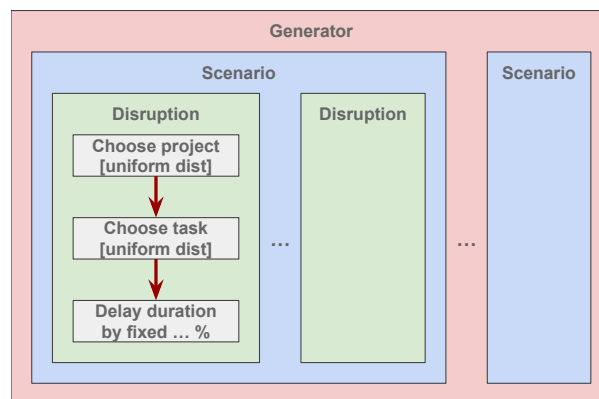 Generator
Scenario
Disruption
Choose project
[uniform dist]
Choose task
[uniform dist]
Delay duration
by fixed ... %
...
Disruption
...
Scenario